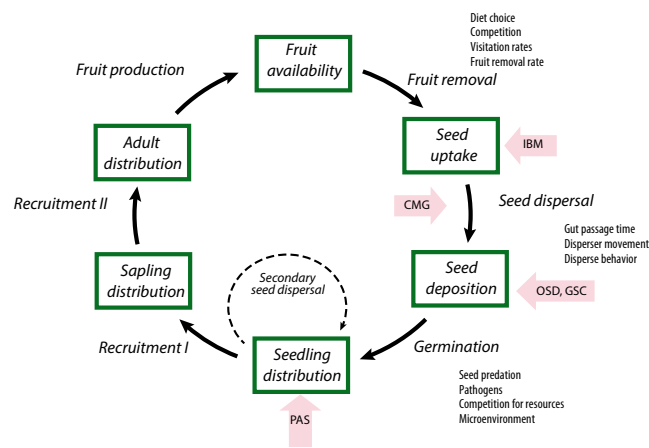 Diet choice
Competition
Visitation rates
Fruit removal rate
Fruit
availability
Fruit production
Fruit removal
Adult
distribution
Seed
uptake
IBM
Recruitment II
CMG
Seed dispersal
Gut passage time
Disperser movement
Disperse behavior
Sapling
distribution
Secondary
seed dispersal
Seed
deposition
OSD, GSC
Recruitment I
Seedling
distribution
Germination
Seed predation
Pathogens
Competition for resources
Microenvironment
PAS